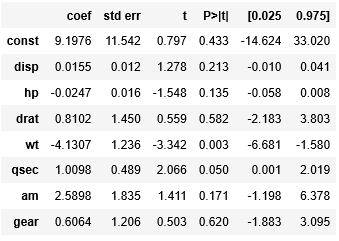 coef std err t P>|t| [0.025 0.975]
const 9.1976 11.542 0.797 0.433 -14.624 33.020
disp 0.0155 0.012 1.278 0.213 -0.010 0.041
hp -0.0247 0.016 -1.548 0.135 -0.058 0.008
drat 0.8102 1.450 0.559 0.582 -2.183 3.803
wt -4.1307 1.236 -3.342 0.003 -6.681 -1.580
qsec 1.0098 0.489 2.066 0.050 0.001 2.019
am 2.5898 1.835 1.411 0.171 -1.198 6.378
gear 0.6064 1.206 0.503 0.620 -1.883 3.095